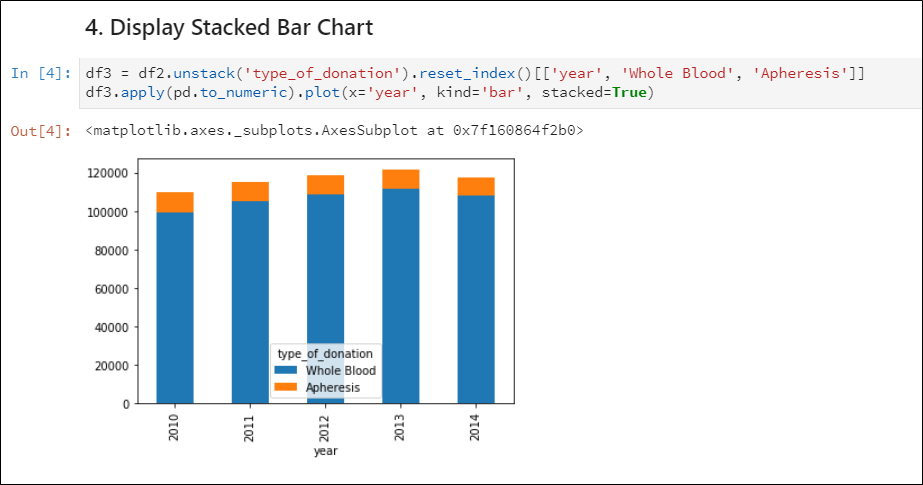 4. Display Stacked Bar Chart
In [4]: df3 = df2.unstack('type_of_donation').reset_index()[['year', 'Whole Blood', 'Apheresis']]
df3.apply(pd.to_numeric).plot(x='year', kind='bar', stacked=True)
Out[4]: <matplotlib.axes._subplots.AxesSubplot at 0x7f160864f2b0>
120000
100000
80000
60000
40000
20000
0
type_of_donation
Whole Blood
Apheresis
2010 2011 2012 2013 2014
year